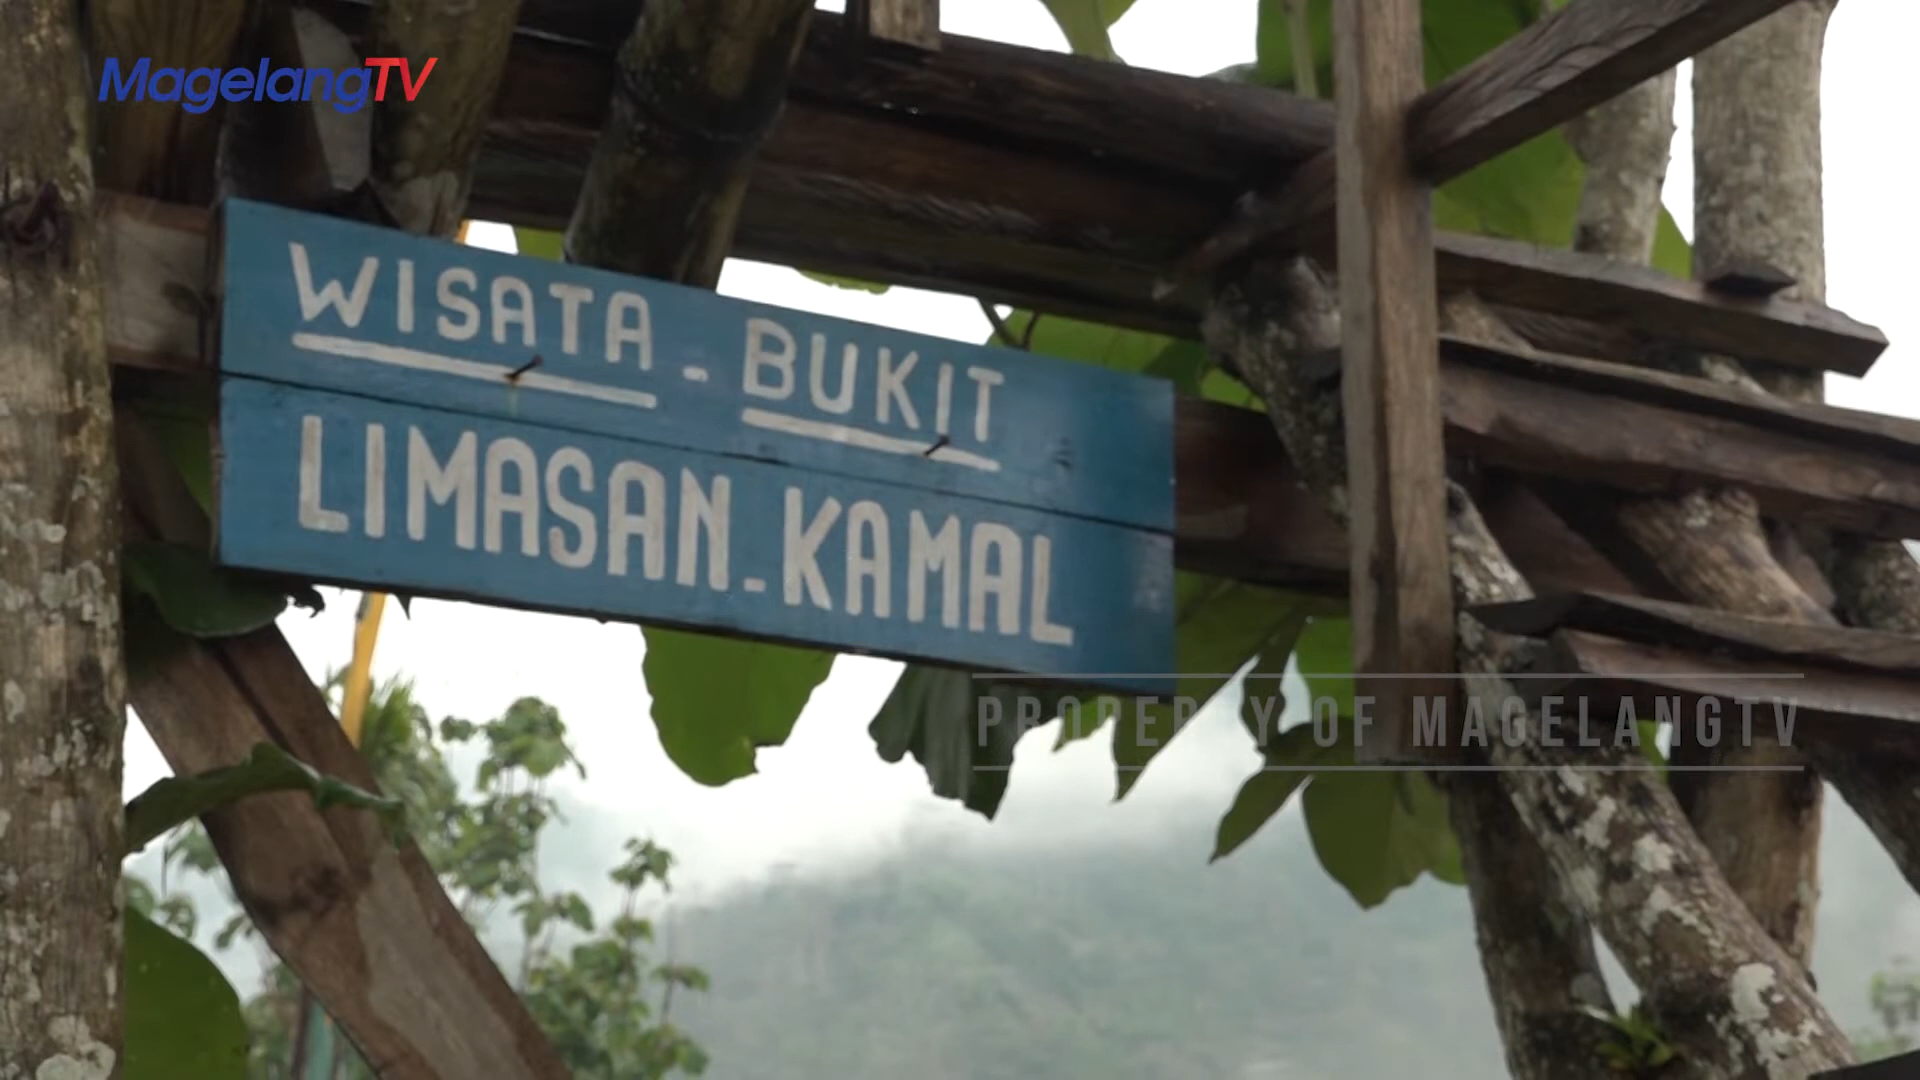 MagelangTV
WISATA - BUKIT
LIMASAN - KAMAL
PROPERTY OF MAGELANGTV